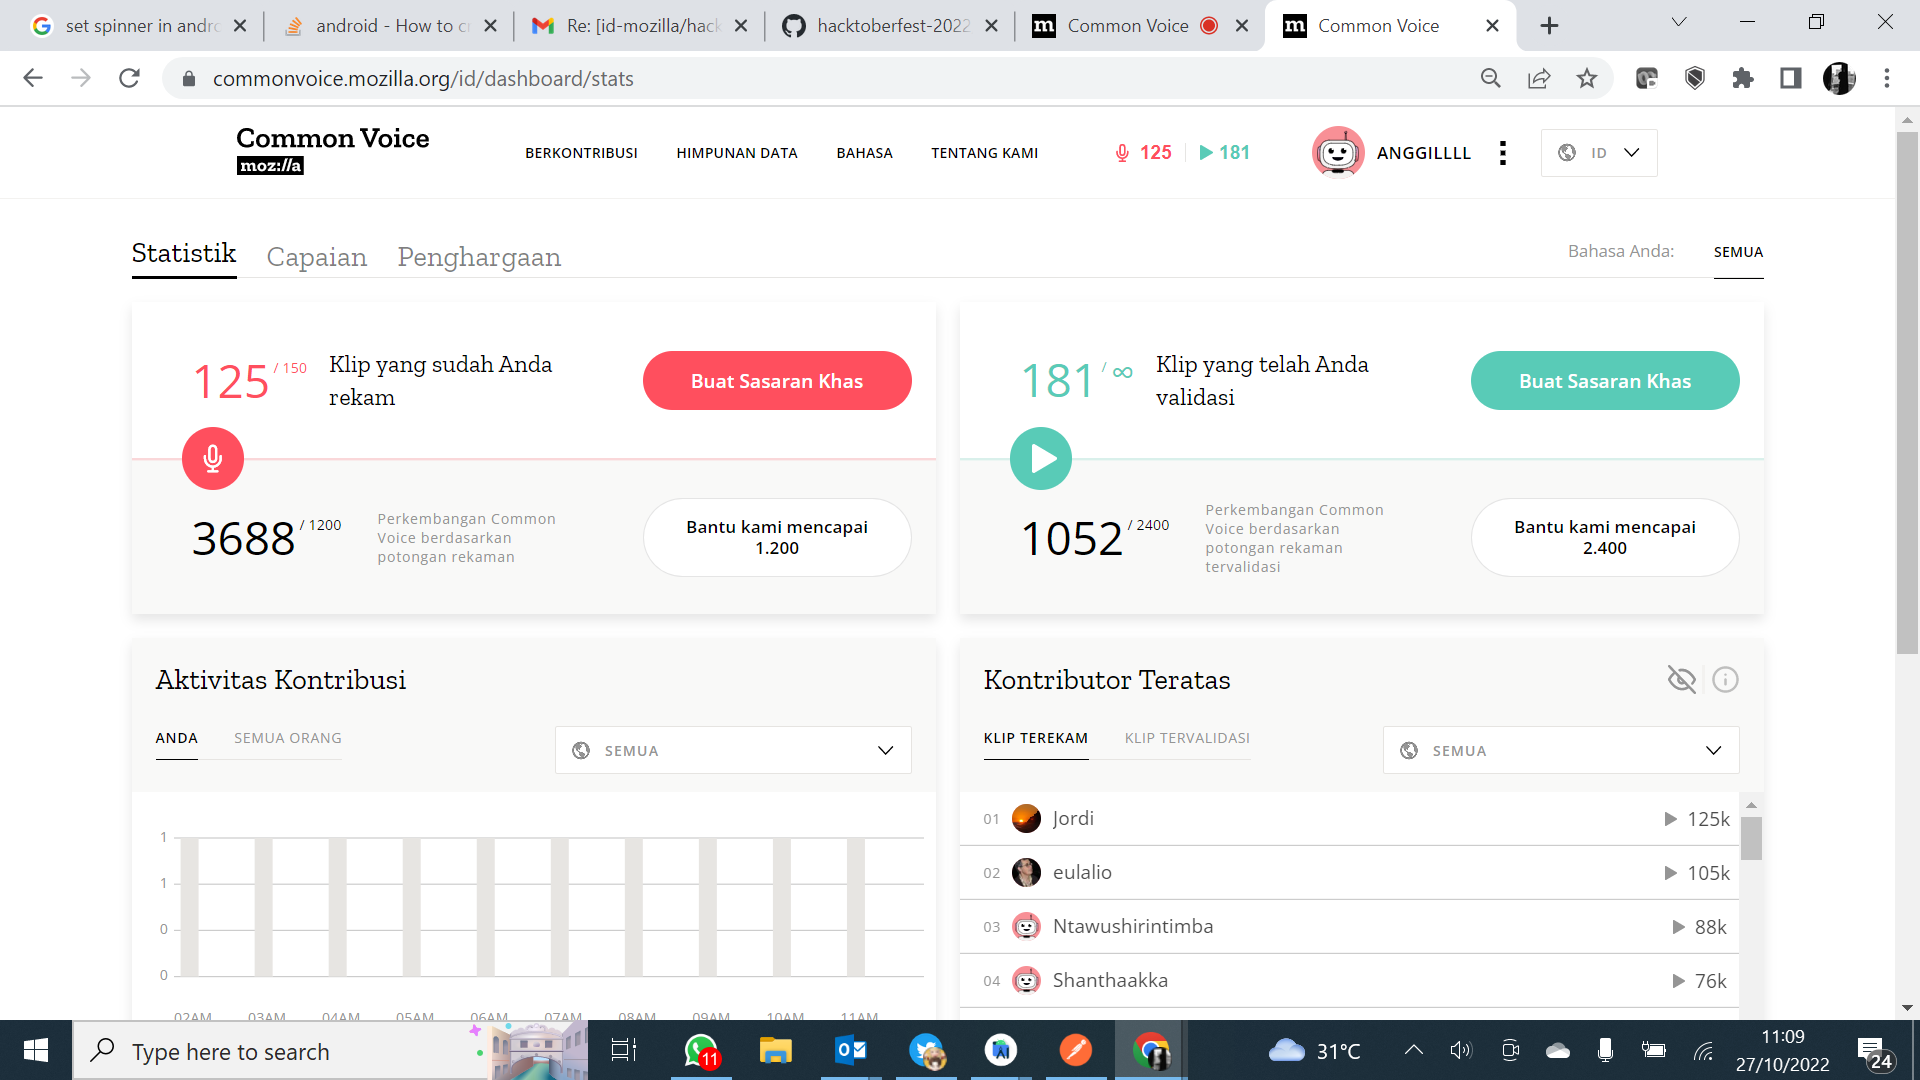 set spinner in andro
android - How to cr
Re: [id-mozilla/hack
hacktoberfest-2022
Common Voice
Common Voice
commonvoice.mozilla.org/id/dashboard/stats
Common Voice
moz://a
BERKONTRIBUSI
HIMPUNAN DATA
BAHASA
TENTANG KAMI
125
181
ANGGILLLL
ID
Statistik
Capaian
Penghargaan
Bahasa Anda:
SEMUA
125 / 150
Klip yang sudah Anda
rekam
Buat Sasaran Khas
181 / ∞
Klip yang telah Anda
validasi
Buat Sasaran Khas
3688 / 1200
Perkembangan Common
Voice berdasarkan
potongan rekaman
Bantu kami mencapai
1.200
1052 / 2400
Perkembangan Common
Voice berdasarkan
potongan rekaman
tervalidasi
Bantu kami mencapai
2.400
Aktivitas Kontribusi
ANDA
SEMUA ORANG
SEMUA
1
1
0
0
02AM 03AM 04AM 05AM 06AM 07AM 08AM 09AM 10AM 11AM
Kontributor Teratas
KLIP TEREKAM
KLIP TERVALIDASI
SEMUA
01 Jordi 125k
02 eulalio 105k
03 Ntawushirintimba 88k
04 Shanthaakka 76k
Type here to search
11
31°C
11:09
27/10/2022
24